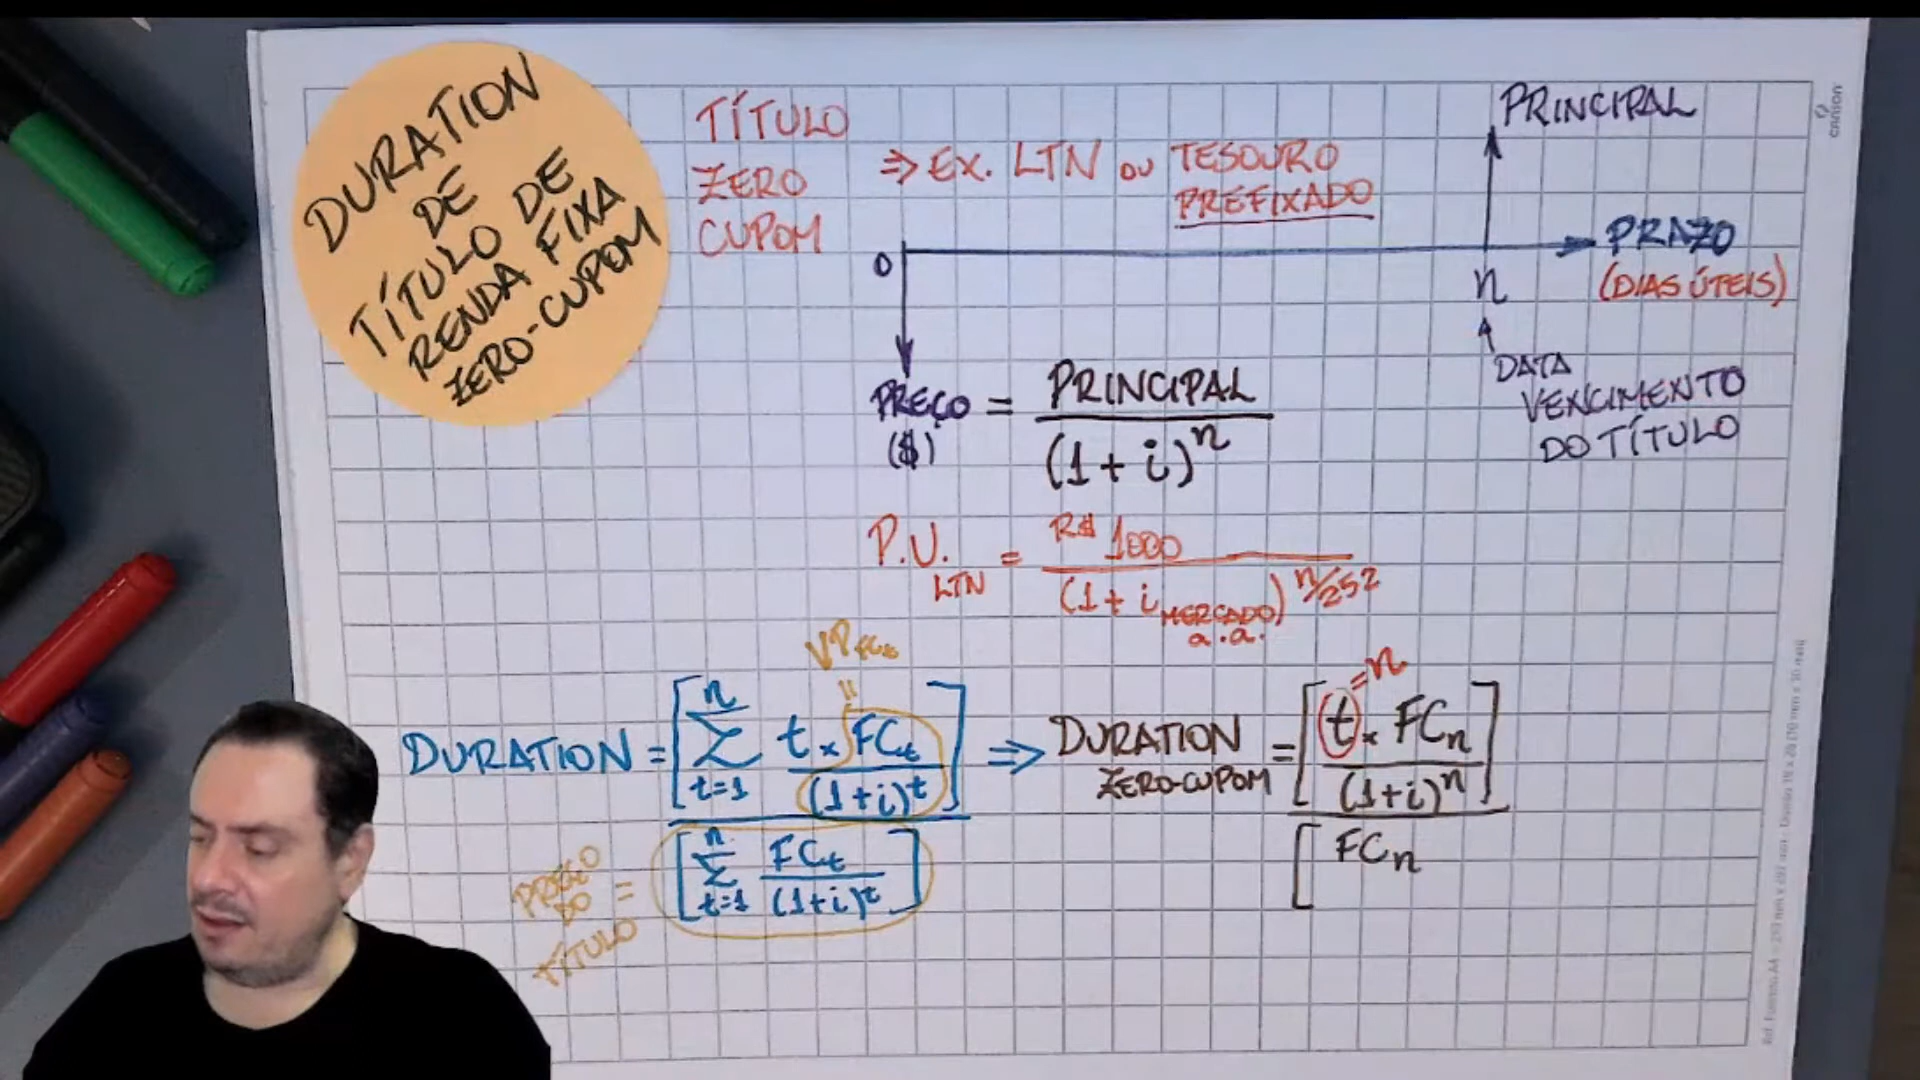 DURATION
DE
TÍTULO DE
RENDA FIXA
ZERO-CUPOM
TÍTULO
ZERO
CUPOM
⇒ EX. LTN OU TESOURO
PREFIXADO
PRINCIPAL
0
PRAZO
(DIAS ÚTEIS)
n
DATA
VENCIMENTO
DO TÍTULO
PREÇO = PRINCIPAL
($) (1 + i)^n
P.U. LTN = R$ 1000
(1 + i MERCADO a.a.)^n/252
VP FCt
=
DURATION = [ n Σ t=1 t × FCt
(1+i)^t ]
[ n Σ t=1 FCt
(1+i)^t ]
PREÇO
DO =
TÍTULO
⇒ DURATION
ZERO-CUPOM
= [ t × FCn
(1+i)^n ]
= n
[ FCn
canson